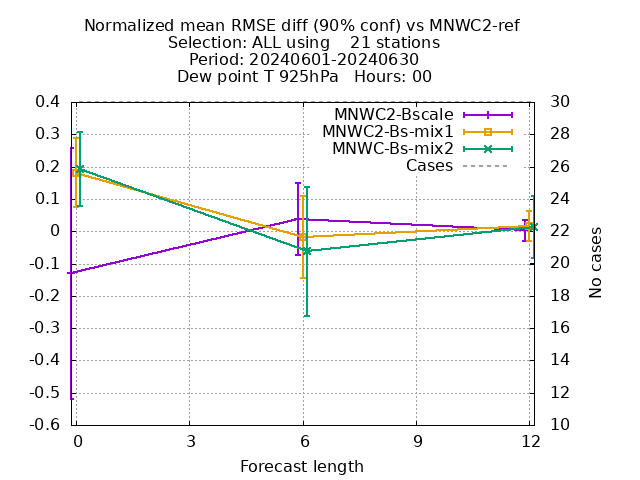 Normalized mean RMSE diff (90% conf) vs MNWC2-ref
Selection: ALL using    21 stations
Period: 20240601-20240630
Dew point T 925hPa   Hours: 00
MNWC2-Bscale
MNWC2-Bs-mix1
MNWC-Bs-mix2
Cases
0.4
0.3
0.2
0.1
0
-0.1
-0.2
-0.3
-0.4
-0.5
-0.6
30
28
26
24
22
20
18
16
14
12
10
No cases
0 3 6 9 12
Forecast length